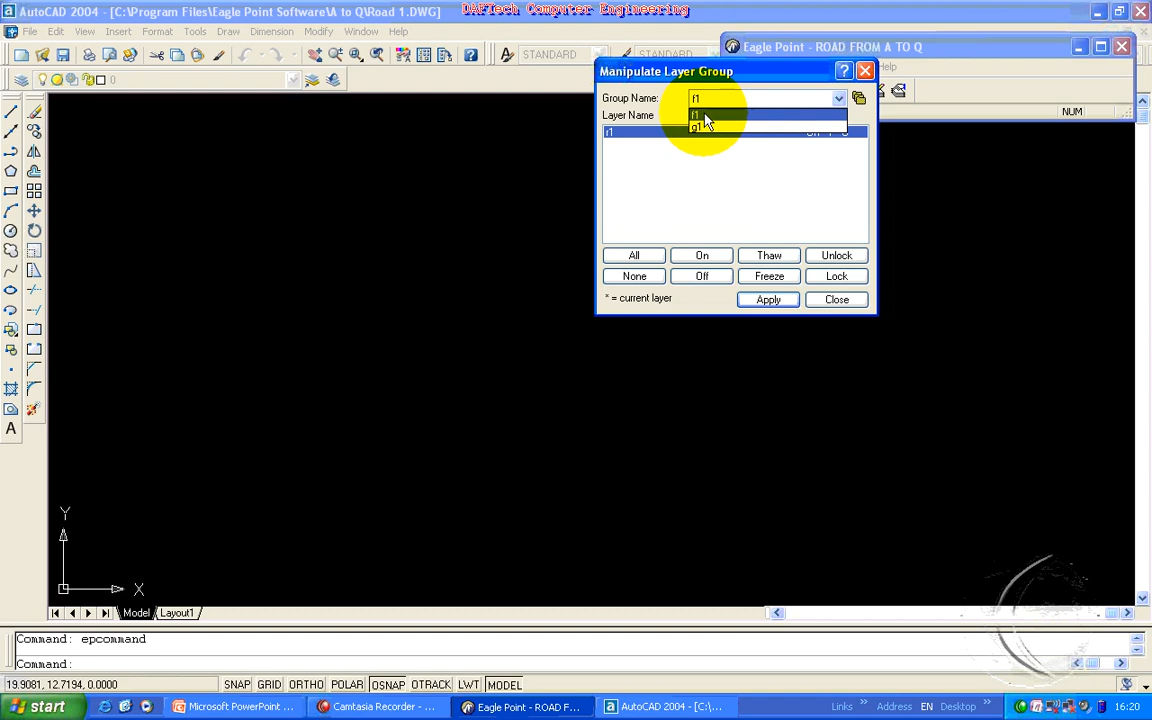 AutoCAD 2004 - [C:\Program Files\Eagle Point Software\A to Q\Road 1.DWG]
DAFTech Computer Engineering
File Edit View Insert Format Tools Draw Dimension Modify Window
Eagle Point - ROAD FROM A TO Q
STANDARD STANDARD
Help
Manipulate Layer Group
0
Group Name: f1
NUM
Layer Name f1
g1
r1
All On Thaw Unlock
None Off Freeze Lock
* = current layer Apply Close
Y
X
Model Layout1
Command: epcommand
Command:
19.9081, 12.7194, 0.0000 SNAP GRID ORTHO POLAR OSNAP OTRACK LWT MODEL
start Microsoft PowerPoint ... Camtasia Recorder - ... Eagle Point - ROAD F... AutoCAD 2004 - [C:\... Links Address EN Desktop 16:20